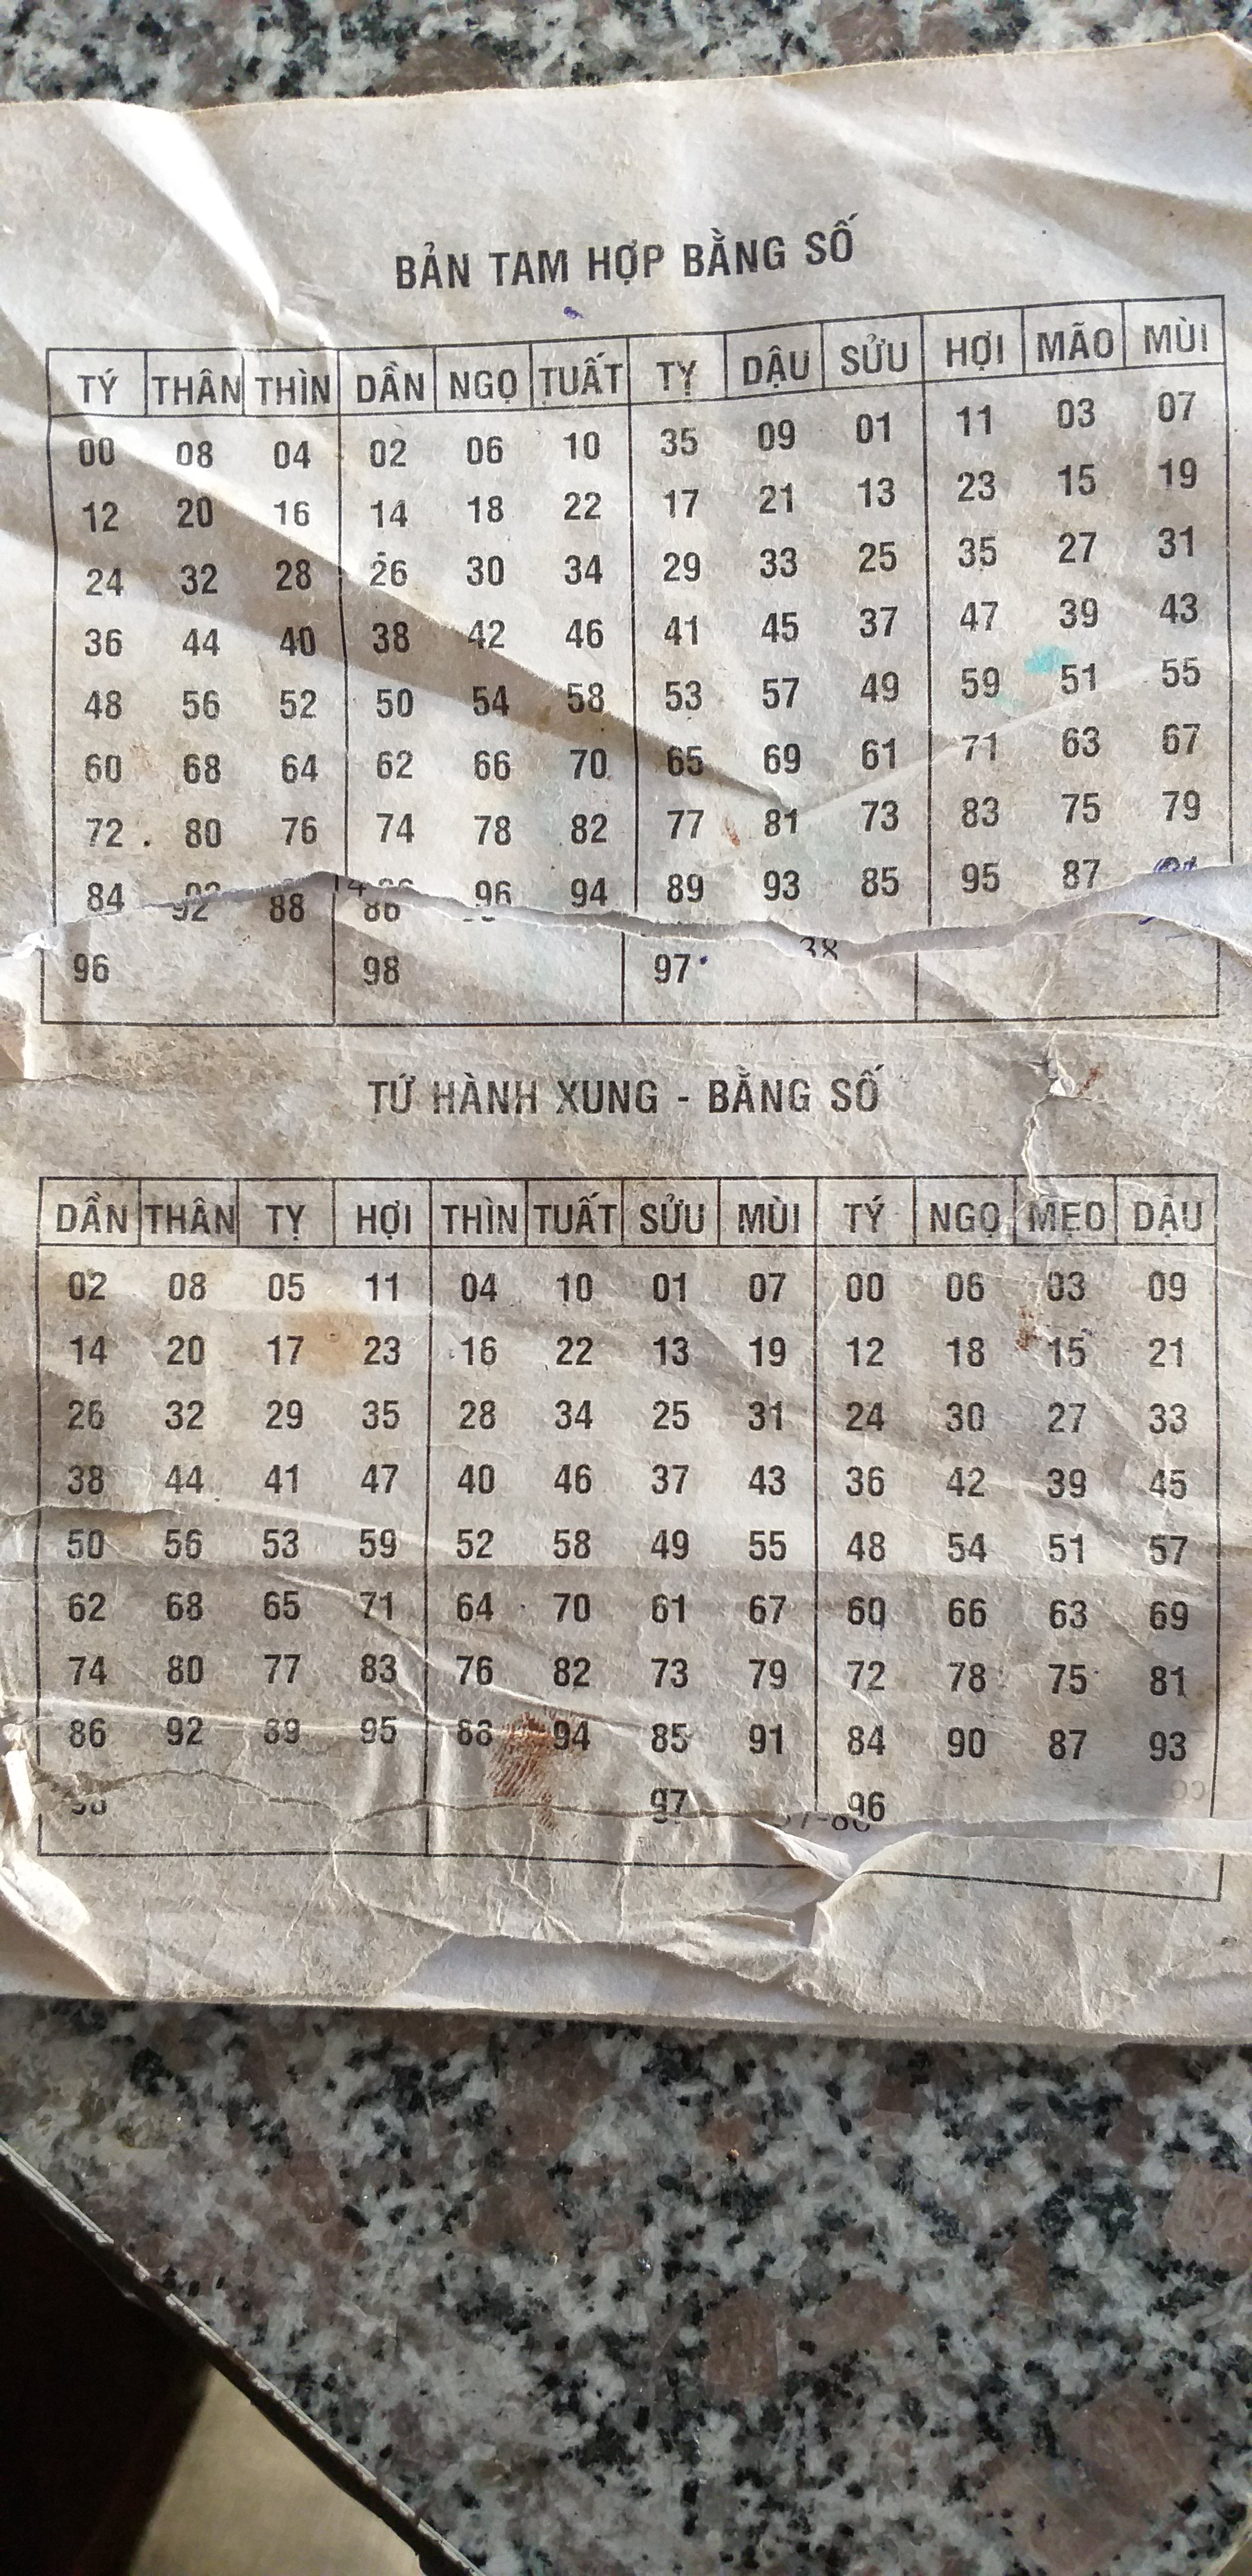 BẢN TAM HỢP BẰNG SỐ
TÝ THÂN THÌN DẦN NGỌ TUẤT TỴ DẬU SỬU HỢI MÃO MÙI
00 08 04 02 06 10 35 09 01 11 03 07
12 20 16 14 18 22 17 21 13 23 15 19
24 32 28 26 30 34 29 33 25 35 27 31
36 44 40 38 42 46 41 45 37 47 39 43
48 56 52 50 54 58 53 57 49 59 51 55
60 68 64 62 66 70 65 69 61 71 63 67
72 80 76 74 78 82 77 81 73 83 75 79
84 92 88 86 96 94 89 93 85 95 87
96 98 97 38
TỨ HÀNH XUNG - BẰNG SỐ
DẦN THÂN TỴ HỢI THÌN TUẤT SỬU MÙI TÝ NGỌ MẸO DẬU
02 08 05 11 04 10 01 07 00 06 03 09
14 20 17 23 16 22 13 19 12 18 15 21
26 32 29 35 28 34 25 31 24 30 27 33
38 44 41 47 40 46 37 43 36 42 39 45
50 56 53 59 52 58 49 55 48 54 51 57
62 68 65 71 64 70 61 67 60 66 63 69
74 80 77 83 76 82 73 79 72 78 75 81
86 92 89 95 88 94 85 91 84 90 87 93
97 96